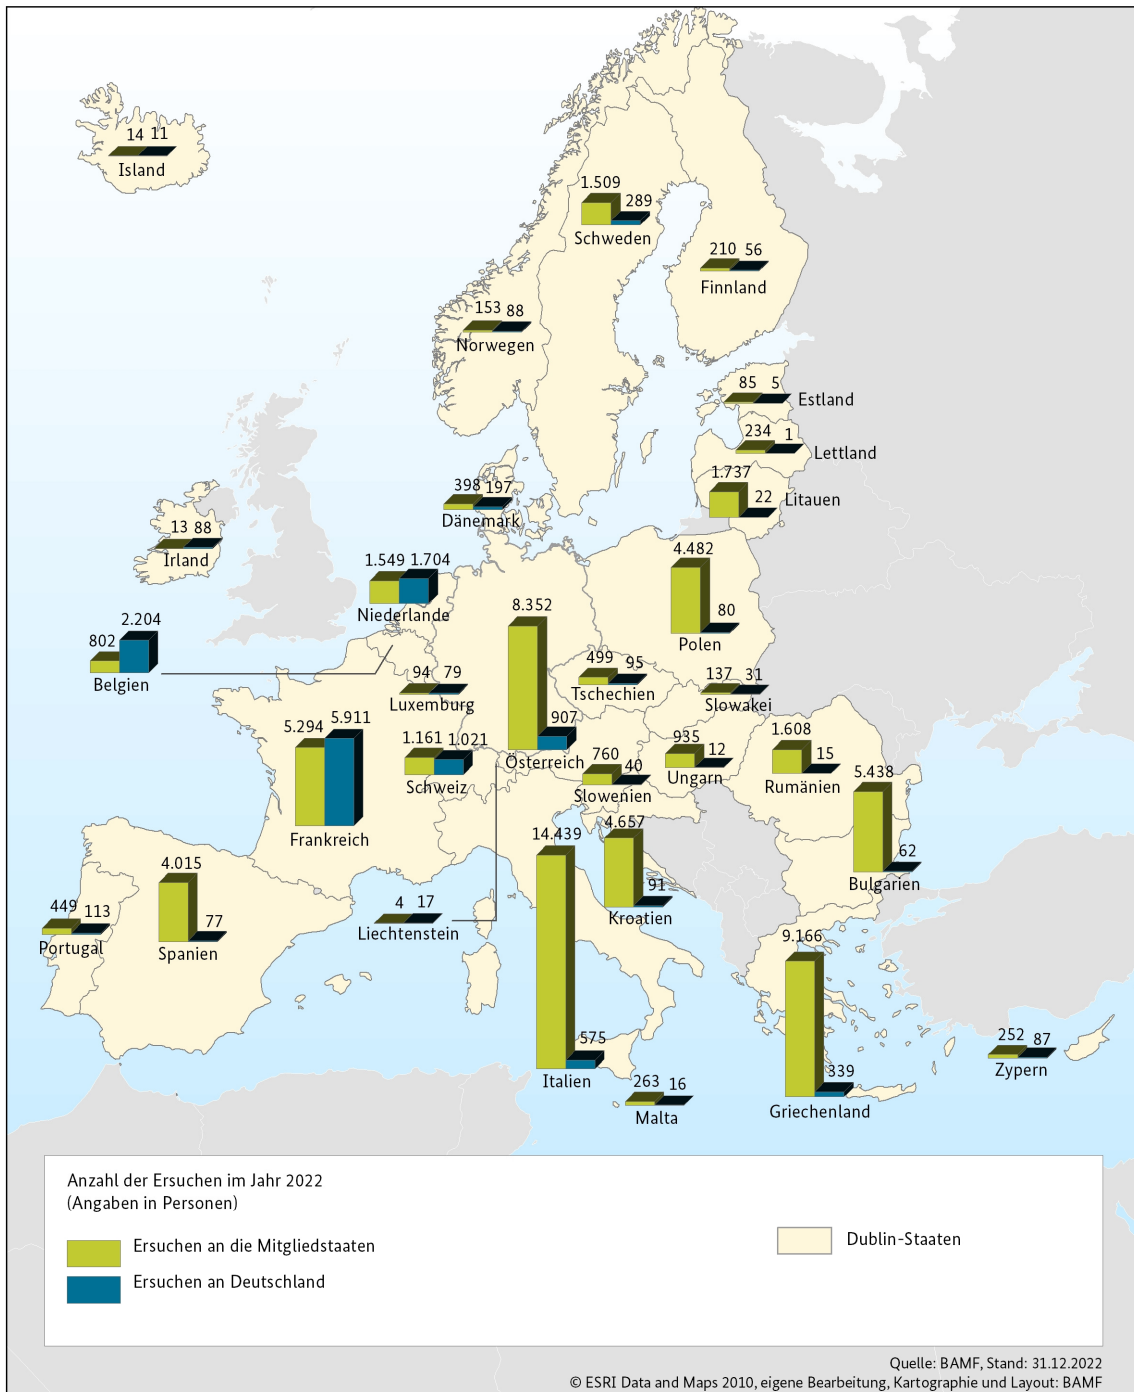 14 11
Island
1.509
289
Schweden
210 56
Finnland
153 88
Norwegen
85 5
Estland
234 1
Lettland
1.737
22
Litauen
398 197
Dänemark
13 88
Irland
1.549 1.704
Niederlande
4.482
80
Polen
8.352
907
Österreich
802
2.204
Belgien
499 95
Tschechien
137 31
Slowakei
94 79
Luxemburg
5.294
5.911
Frankreich
1.161 1.021
Schweiz
760
40
Slowenien
935
12
Ungarn
1.608
15
Rumänien
5.438
62
Bulgarien
14.439
575
Italien
4.657
91
Kroatien
4.015
77
Spanien
449 113
Portugal
4 17
Liechtenstein
9.166
339
Griechenland
252 87
Zypern
263 16
Malta
Anzahl der Ersuchen im Jahr 2022
(Angaben in Personen)
Ersuchen an die Mitgliedstaaten
Ersuchen an Deutschland
Dublin-Staaten
Quelle: BAMF, Stand: 31.12.2022
© ESRI Data and Maps 2010, eigene Bearbeitung, Kartographie und Layout: BAMF